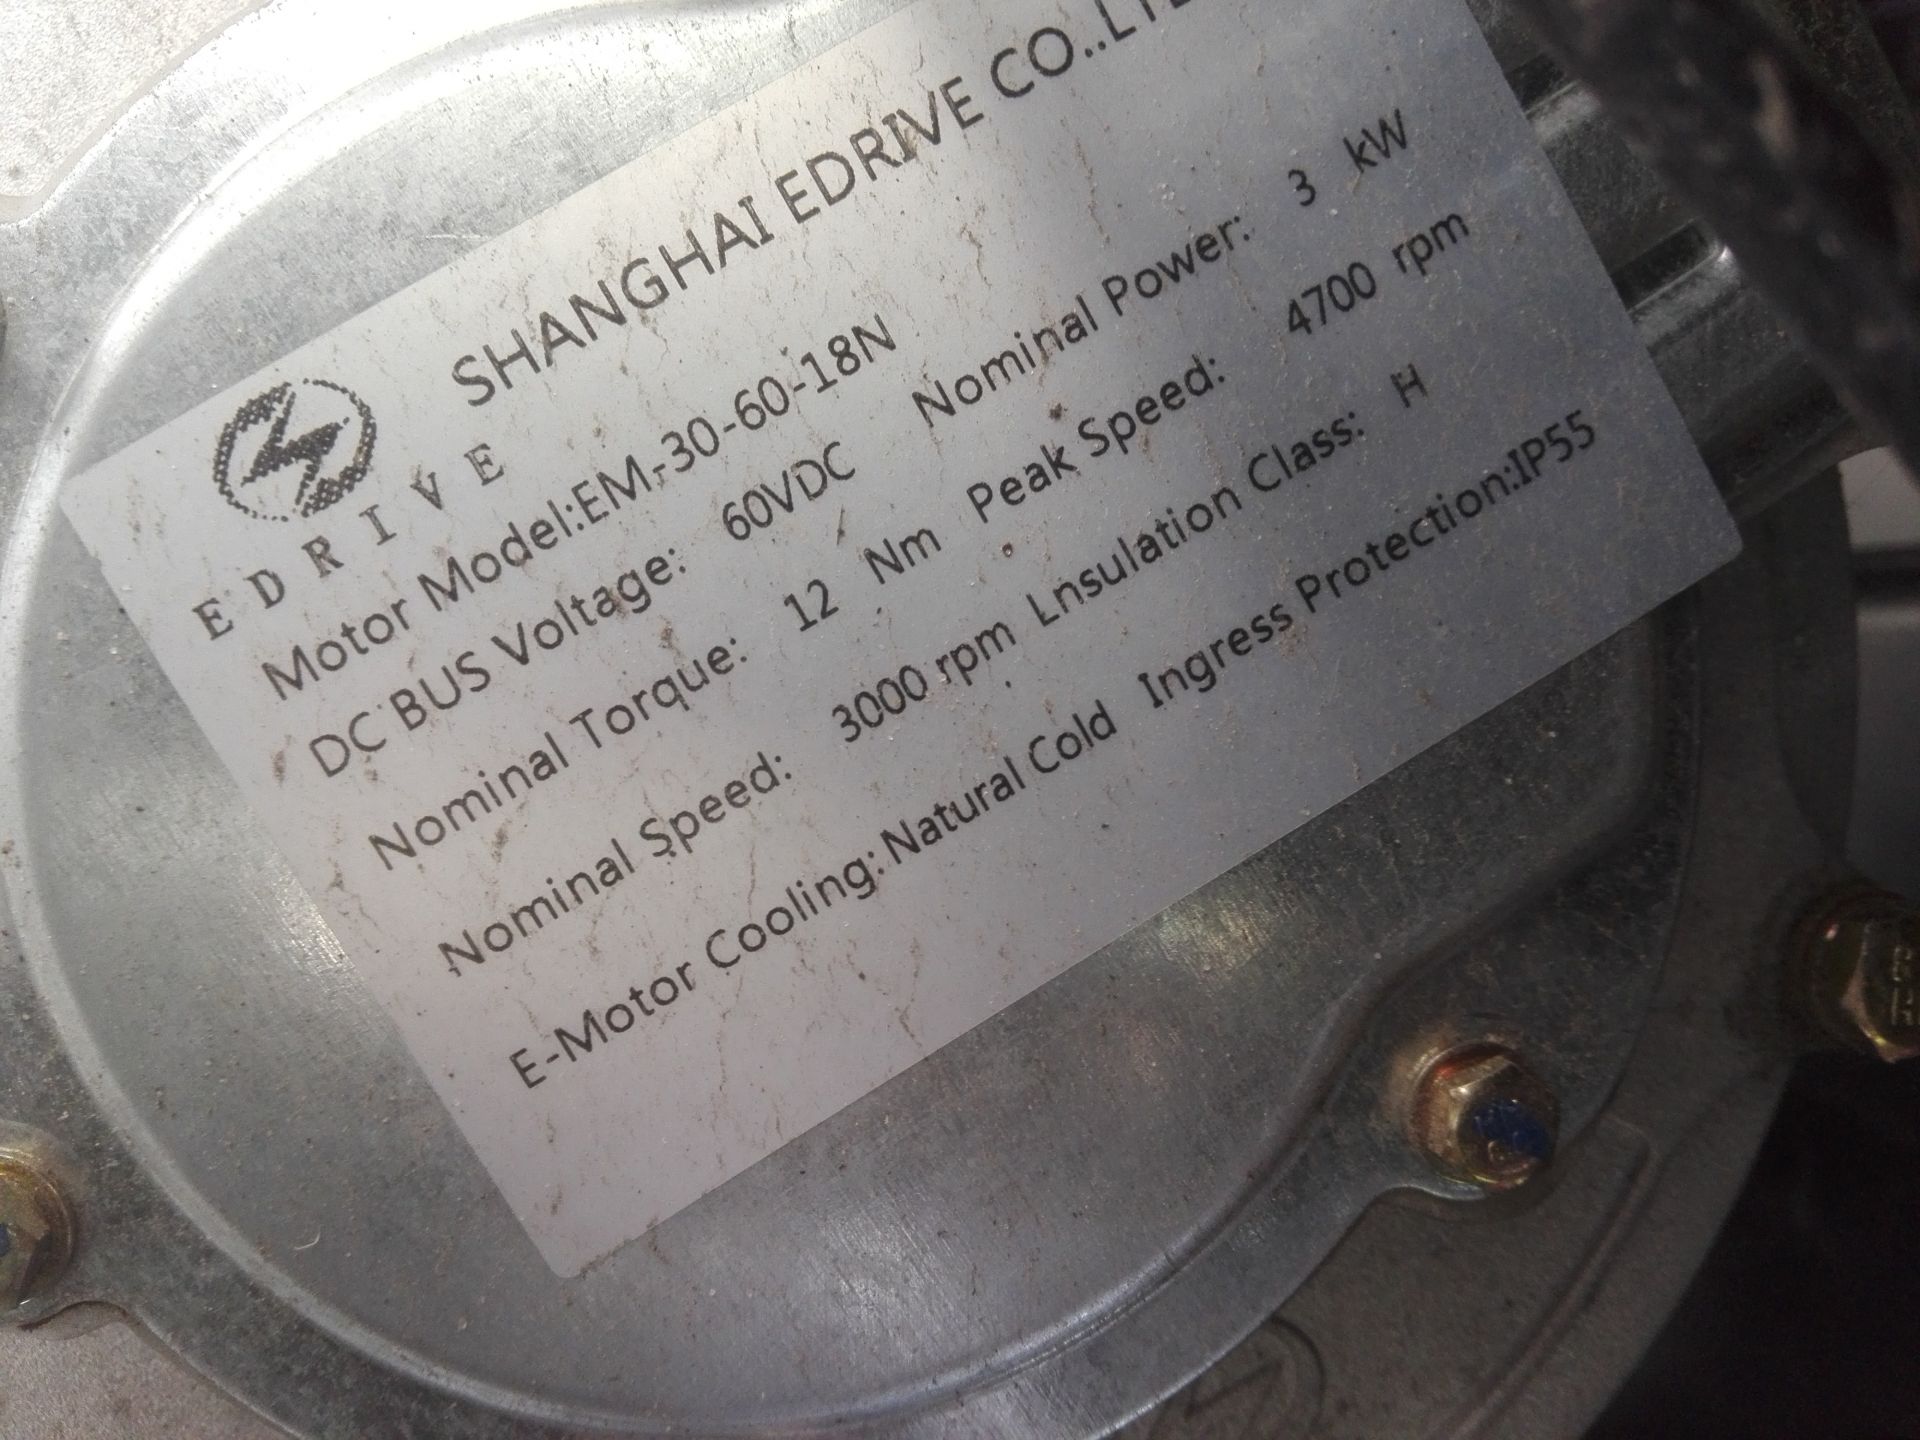 SHANGHAI EDRIVE CO.,LTD
EDRIVE
Motor Model:EM-30-60-18N
DC BUS Voltage: 60VDC Nominal Power: 3 kW
Nominal Torque: 12 Nm Peak Speed: 4700 rpm
Nominal Speed: 3000 rpm Lnsulation Class: H
E-Motor Cooling: Natural Cold Ingress Protection:IP55